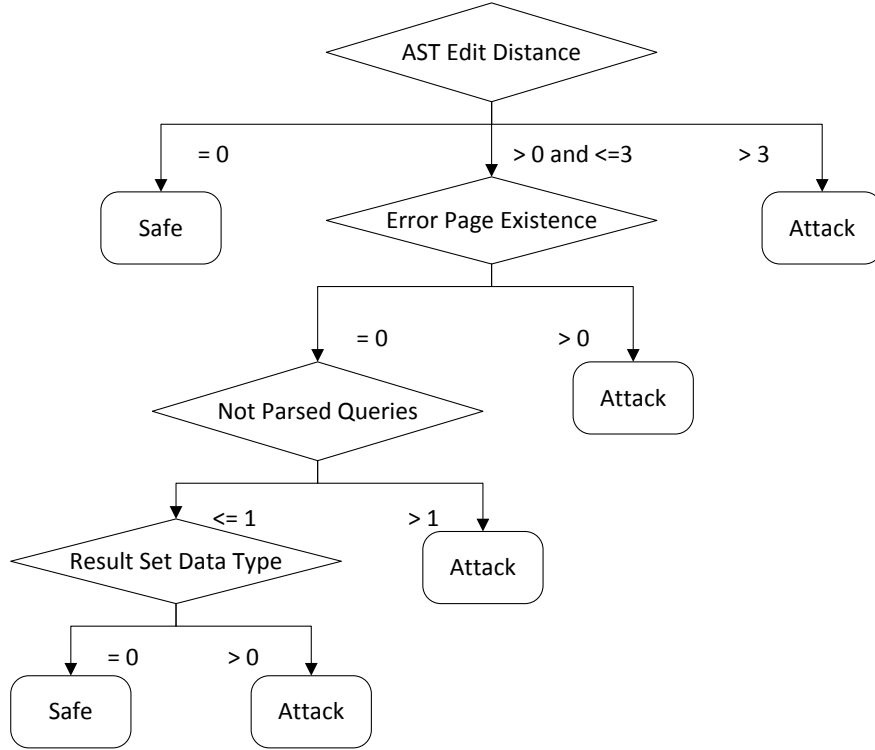 AST Edit Distance
= 0
> 0 and <=3
> 3
Safe
Error Page Existence
Attack
= 0
> 0
Not Parsed Queries
Attack
<= 1
> 1
Result Set Data Type
Attack
= 0
> 0
Safe
Attack